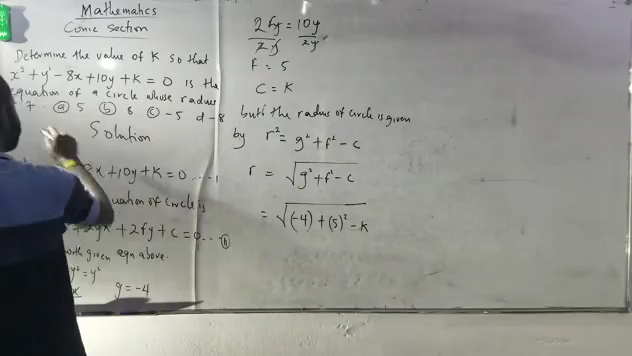 Mathematics
Conic section
Determine the value of K so that
x² + y² - 8x + 10y + K = 0 is the
equation of a circle whose radius
7. (a) 5 (b) 8 (c) -5 d -8
Solution
x + 10y + K = 0 .... 1
uation of circle is
+ 2gx + 2fy + c = 0... (ii)
with given eqn above.
y² = y²
g = -4
2fy = 10y
2y 2y
f = 5
C = K
but the radius of circle is given
by r² = g² + f² - c
r = √g² + f² - c
= √(-4) + (5)² - K